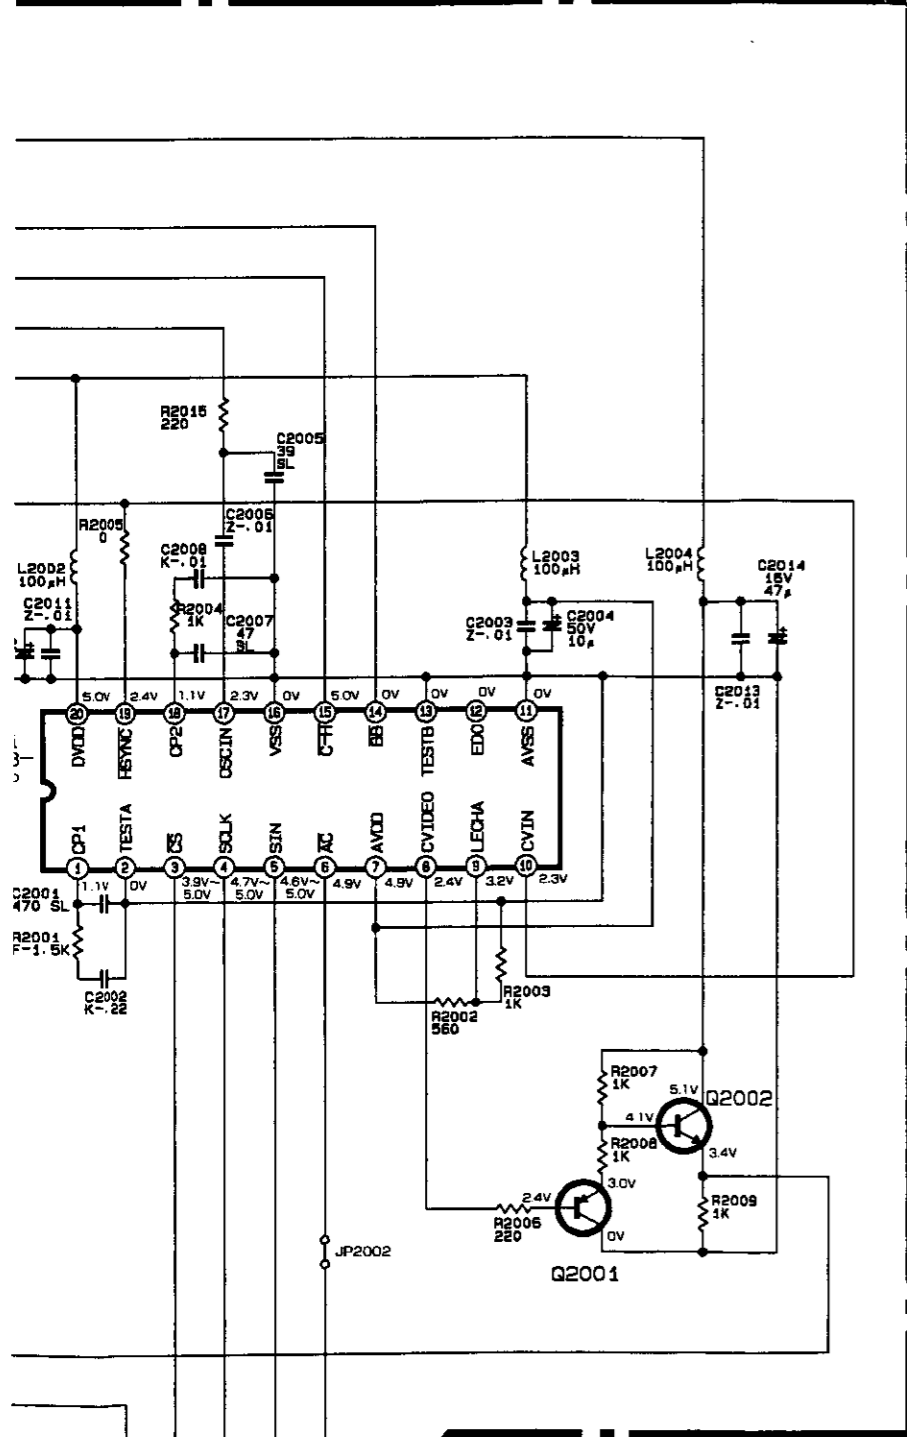 R2015
220
C2005
39
SL
R2005
0
C2006
Z-.01
C2008
K-.01
L2002
100μH
L2003
100μH
L2004
100μH
C2014
16V
47μ
C2011
Z-.01
R2004
1K
C2007
47
SL
C2003
Z-.01
C2004
50V
10μ
C2013
Z-.01
5.0V
2.4V
1.1V
2.3V
0V
5.0V
0V
0V
0V
0V
20 19 18 17 16 15 14 13 12 11
DVDD
HSYNC
CP2
OSCIN
VSS
C-H
BB
TESTB
EDO
AVSS
CP1
TESTA
CS
SCLK
SIN
AC
AVDD
CVIDEO
LECHA
CVIN
1 2 3 4 5 6 7 8 9 10
1.1V
0V
3.9V~
5.0V
4.7V~
5.0V
4.6V~
5.0V
4.9V
4.9V
2.4V
3.2V
2.3V
C2001
470 SL
R2001
F-1.5K
C2002
K-.22
R2002
560
R2003
1K
R2007
1K
5.1V
Q2002
4.1V
R2008
1K
3.4V
3.0V
2.4V
R2006
220
0V
R2009
1K
Q2001
JP2002